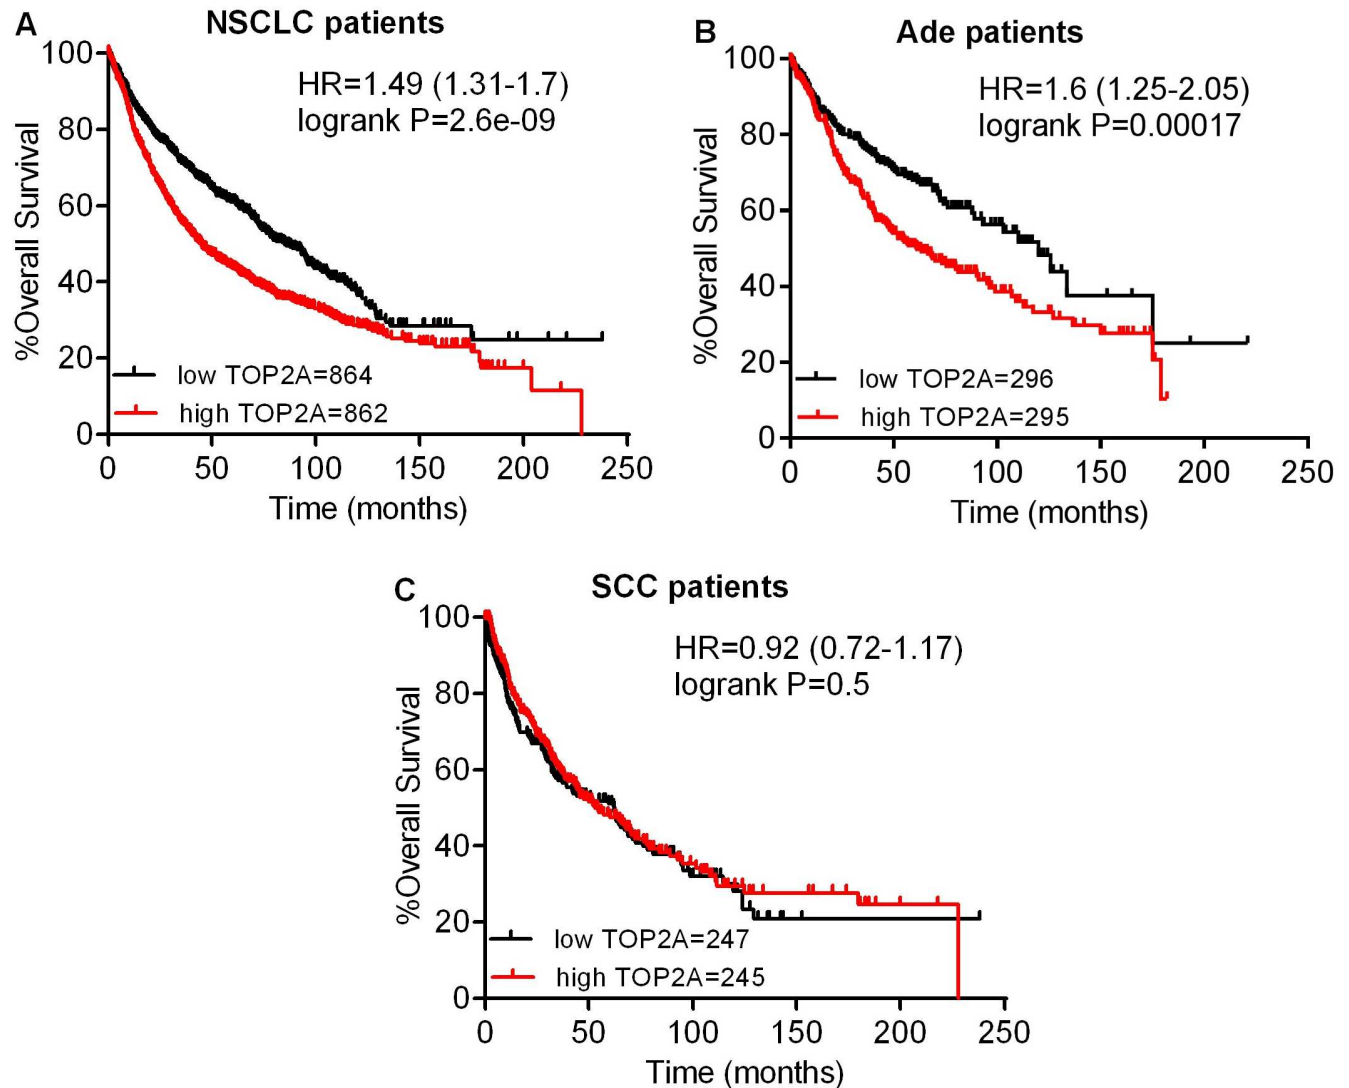 A
NSCLC patients
HR=1.49 (1.31-1.7)
logrank P=2.6e-09
%Overall Survival
100
80
60
40
20
0
low TOP2A=864
high TOP2A=862
0 50 100 150 200 250
Time (months)
B
Ade patients
HR=1.6 (1.25-2.05)
logrank P=0.00017
%Overall Survival
100
80
60
40
20
0
low TOP2A=296
high TOP2A=295
0 50 100 150 200 250
Time (months)
C
SCC patients
HR=0.92 (0.72-1.17)
logrank P=0.5
%Overall Survival
100
80
60
40
20
0
low TOP2A=247
high TOP2A=245
0 50 100 150 200 250
Time (months)